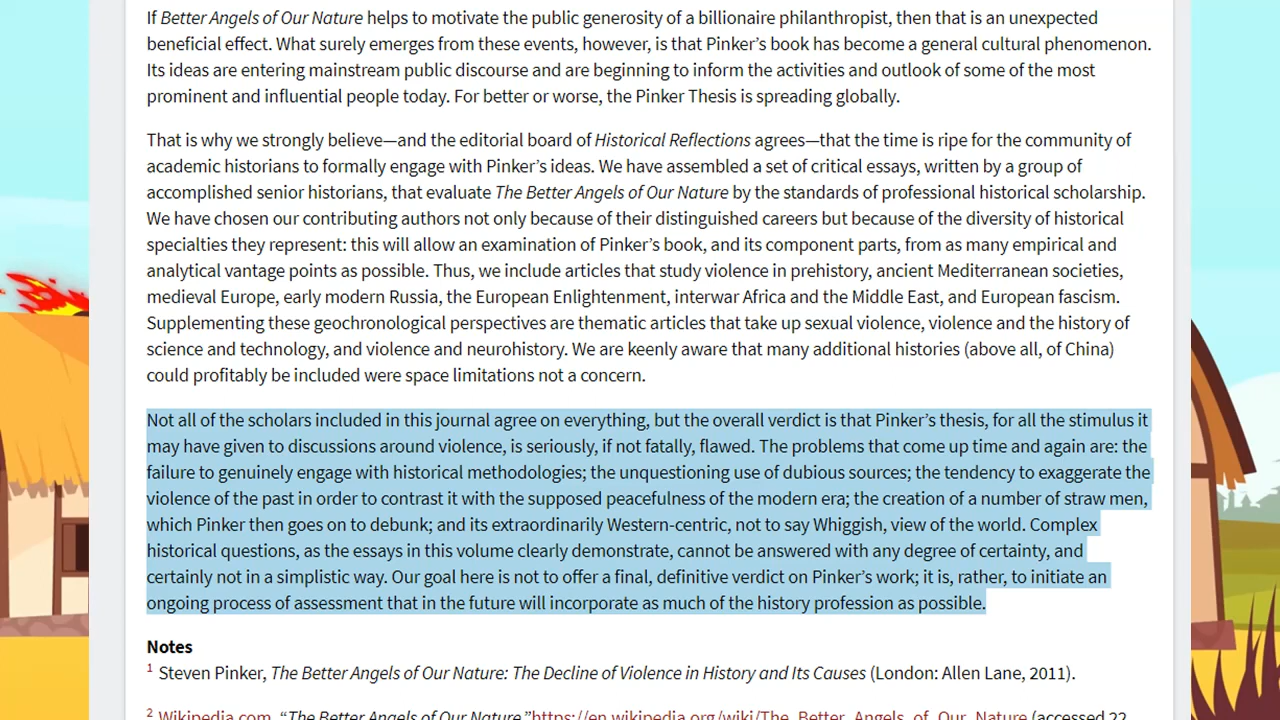 If Better Angels of Our Nature helps to motivate the public generosity of a billionaire philanthropist, then that is an unexpected
beneficial effect. What surely emerges from these events, however, is that Pinker’s book has become a general cultural phenomenon.
Its ideas are entering mainstream public discourse and are beginning to inform the activities and outlook of some of the most
prominent and influential people today. For better or worse, the Pinker Thesis is spreading globally.
That is why we strongly believe—and the editorial board of Historical Reflections agrees—that the time is ripe for the community of
academic historians to formally engage with Pinker’s ideas. We have assembled a set of critical essays, written by a group of
accomplished senior historians, that evaluate The Better Angels of Our Nature by the standards of professional historical scholarship.
We have chosen our contributing authors not only because of their distinguished careers but because of the diversity of historical
specialties they represent: this will allow an examination of Pinker’s book, and its component parts, from as many empirical and
analytical vantage points as possible. Thus, we include articles that study violence in prehistory, ancient Mediterranean societies,
medieval Europe, early modern Russia, the European Enlightenment, interwar Africa and the Middle East, and European fascism.
Supplementing these geochronological perspectives are thematic articles that take up sexual violence, violence and the history of
science and technology, and violence and neurohistory. We are keenly aware that many additional histories (above all, of China)
could profitably be included were space limitations not a concern.
Not all of the scholars included in this journal agree on everything, but the overall verdict is that Pinker’s thesis, for all the stimulus it
may have given to discussions around violence, is seriously, if not fatally, flawed. The problems that come up time and again are: the
failure to genuinely engage with historical methodologies; the unquestioning use of dubious sources; the tendency to exaggerate the
violence of the past in order to contrast it with the supposed peacefulness of the modern era; the creation of a number of straw men,
which Pinker then goes on to debunk; and its extraordinarily Western-centric, not to say Whiggish, view of the world. Complex
historical questions, as the essays in this volume clearly demonstrate, cannot be answered with any degree of certainty, and
certainly not in a simplistic way. Our goal here is not to offer a final, definitive verdict on Pinker’s work; it is, rather, to initiate an
ongoing process of assessment that in the future will incorporate as much of the history profession as possible.
Notes
1 Steven Pinker, The Better Angels of Our Nature: The Decline of Violence in History and Its Causes (London: Allen Lane, 2011).
2 Wikipedia.com, “The Better Angels of Our Nature,”https://en.wikipedia.org/wiki/The_Better_Angels_of_Our_Nature (accessed 22